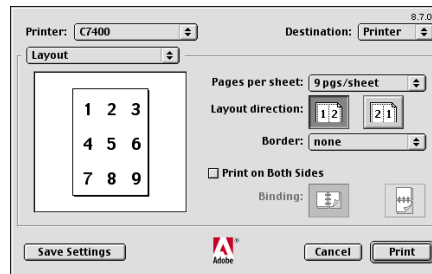 8.7.0
Printer: C7400 Destination: Printer
Layout
Pages per sheet: 9 pgs/sheet
1 2 3
Layout direction: 1 2 2 1
4 5 6
Border: none
7 8 9
Print on Both Sides
Binding:
Save Settings Adobe Cancel Print